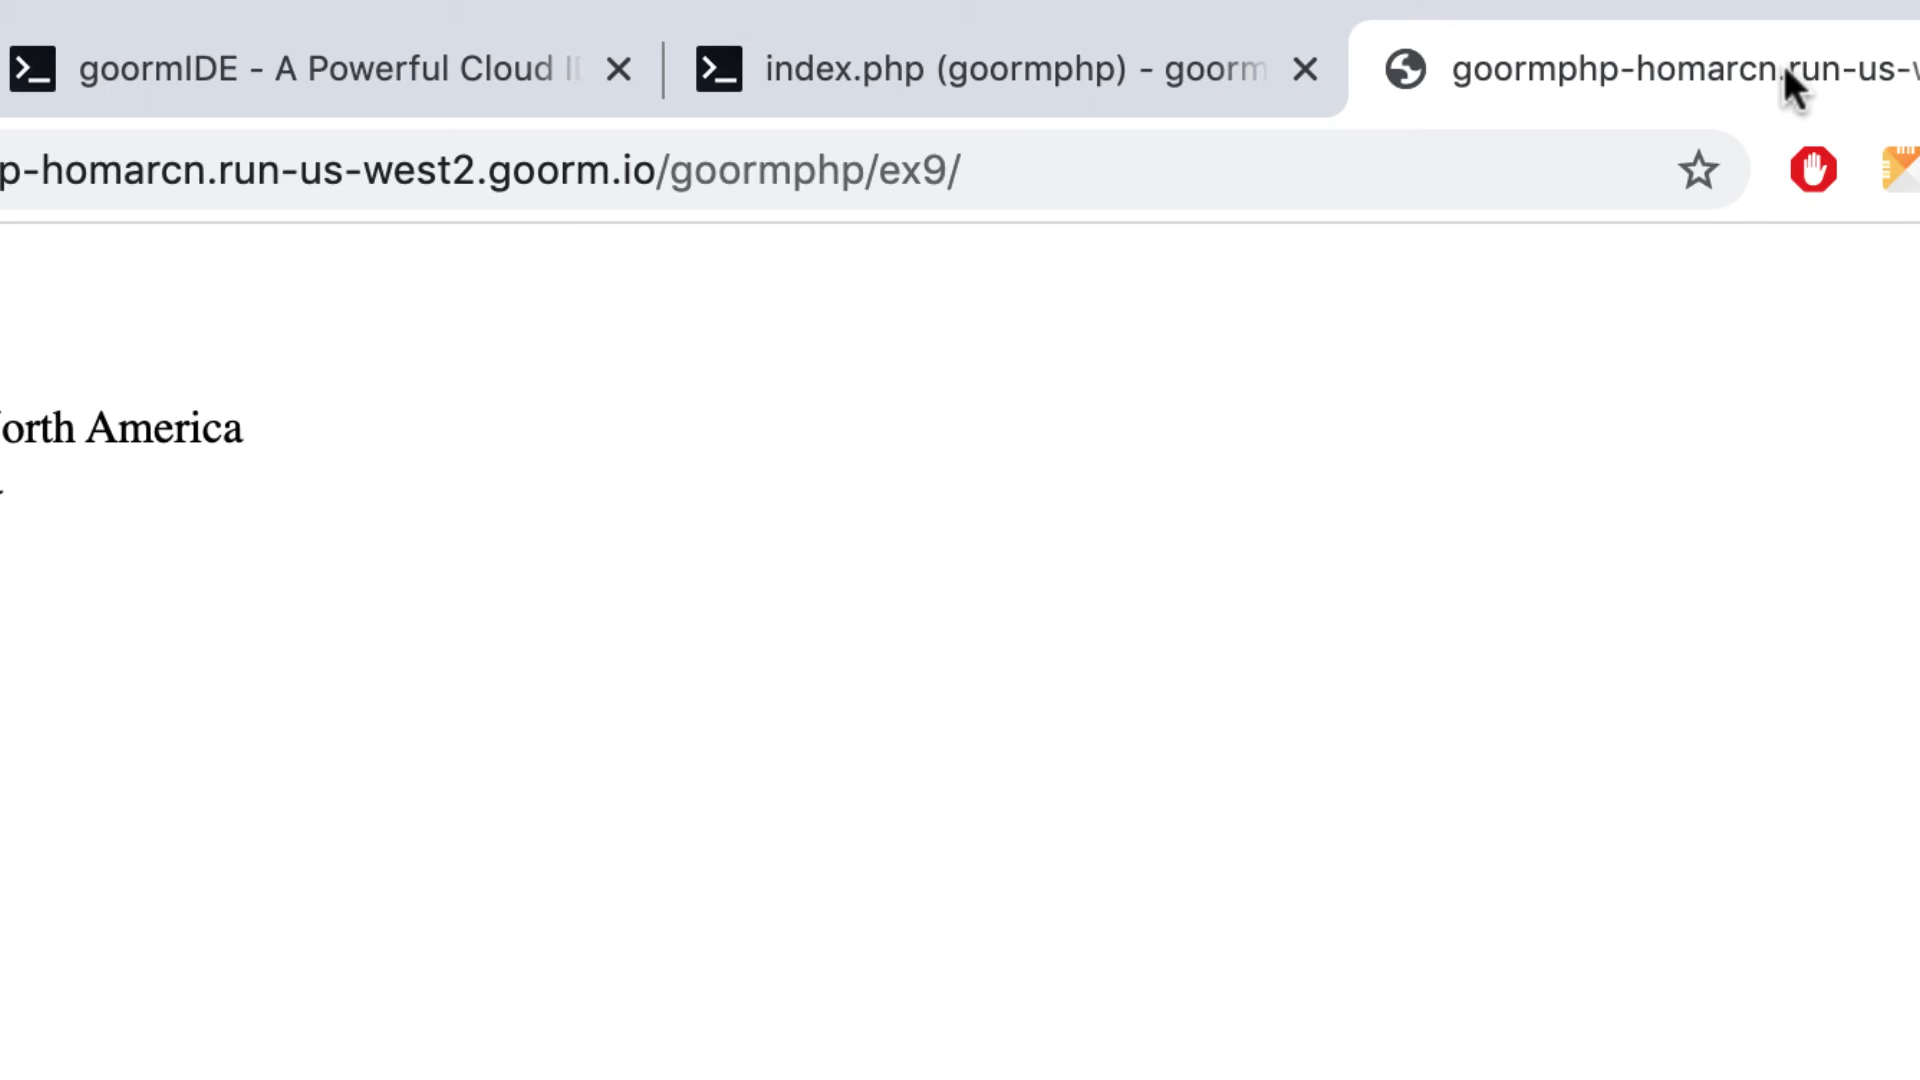 goormIDE - A Powerful Cloud
index.php (goormphp) - goorm
goormphp-homarcn.run-us-
p-homarcn.run-us-west2.goorm.io/goormphp/ex9/
orth America